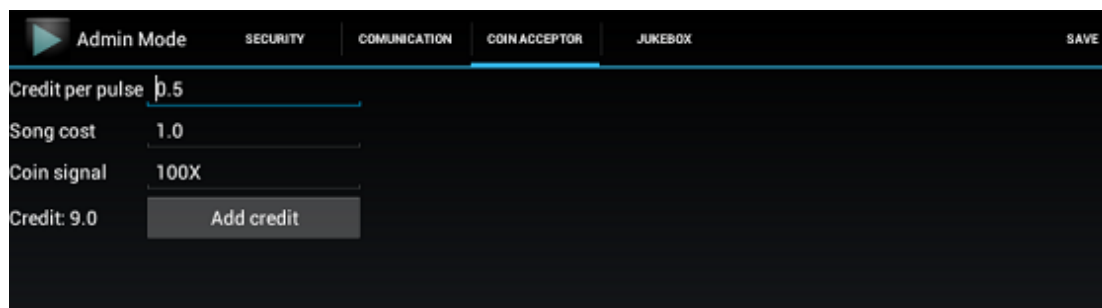 Admin Mode SECURITY COMUNICATION COIN ACCEPTOR JUKEBOX SAVE
Credit per pulse 0.5
Song cost 1.0
Coin signal 100X
Credit: 9.0 Add credit